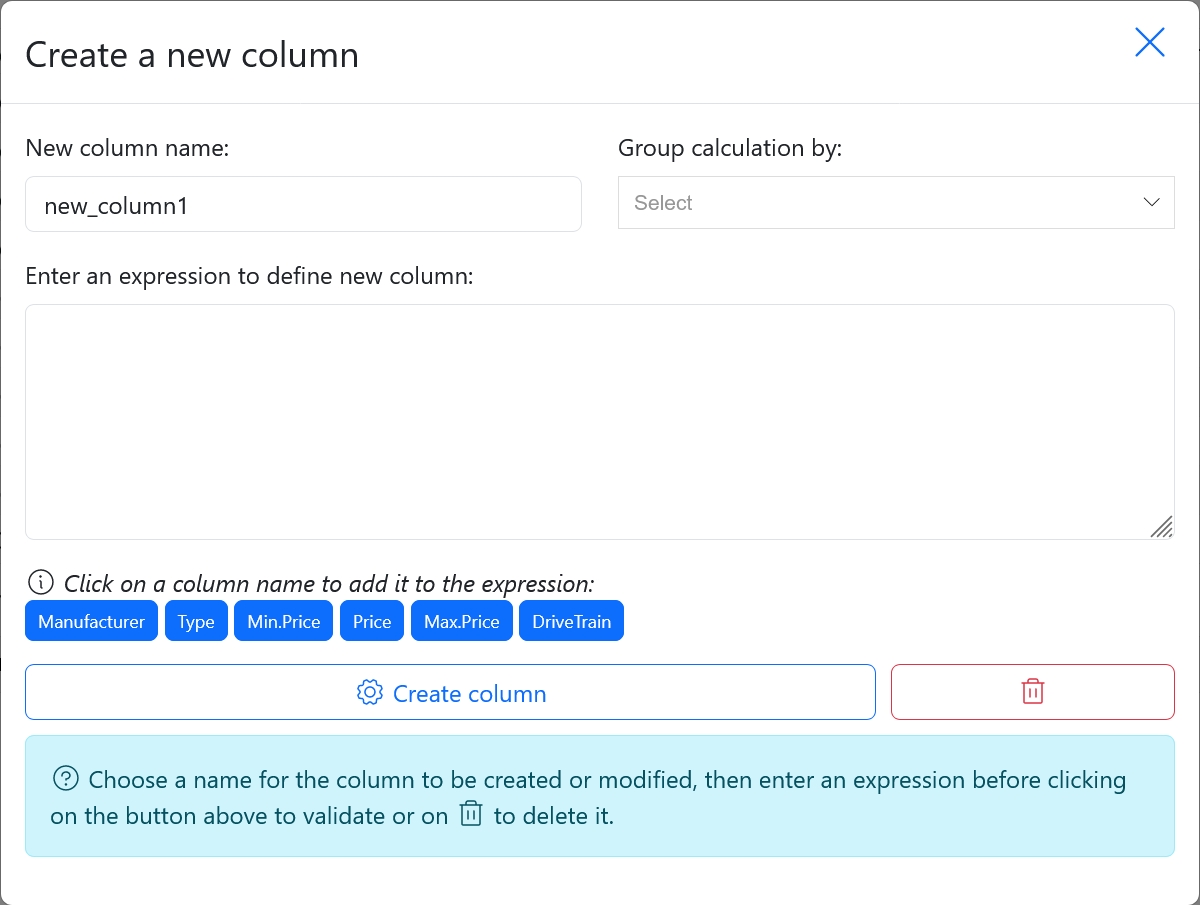 Create a new column
New column name:
Group calculation by:
new_column1
Select
Enter an expression to define new column:
Click on a column name to add it to the expression:
Manufacturer Type Min.Price Price Max.Price DriveTrain
Create column
Choose a name for the column to be created or modified, then enter an expression before clicking
on the button above to validate or on to delete it.